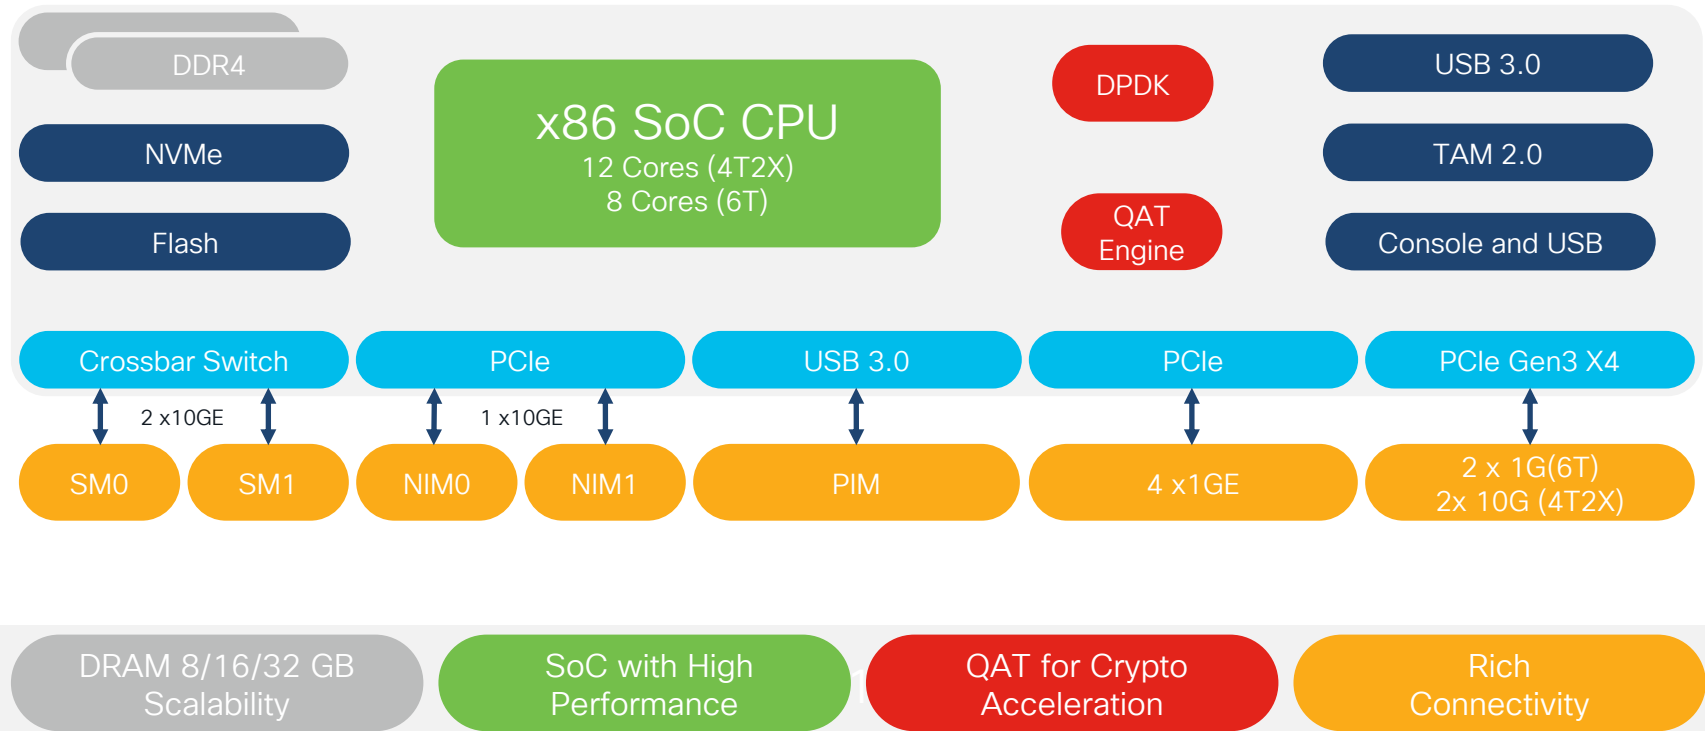 DDR4
NVMe
Flash
x86 SoC CPU
12 Cores (4T2X)
8 Cores (6T)
DPDK
QAT
Engine
USB 3.0
TAM 2.0
Console and USB
Crossbar Switch
PCIe
USB 3.0
PCIe
PCIe Gen3 X4
2 x10GE
1 x10GE
SM0
SM1
NIM0
NIM1
PIM
4 x1GE
2 x 1G(6T)
2x 10G (4T2X)
DRAM 8/16/32 GB
Scalability
SoC with High
Performance
QAT for Crypto
Acceleration
Rich
Connectivity